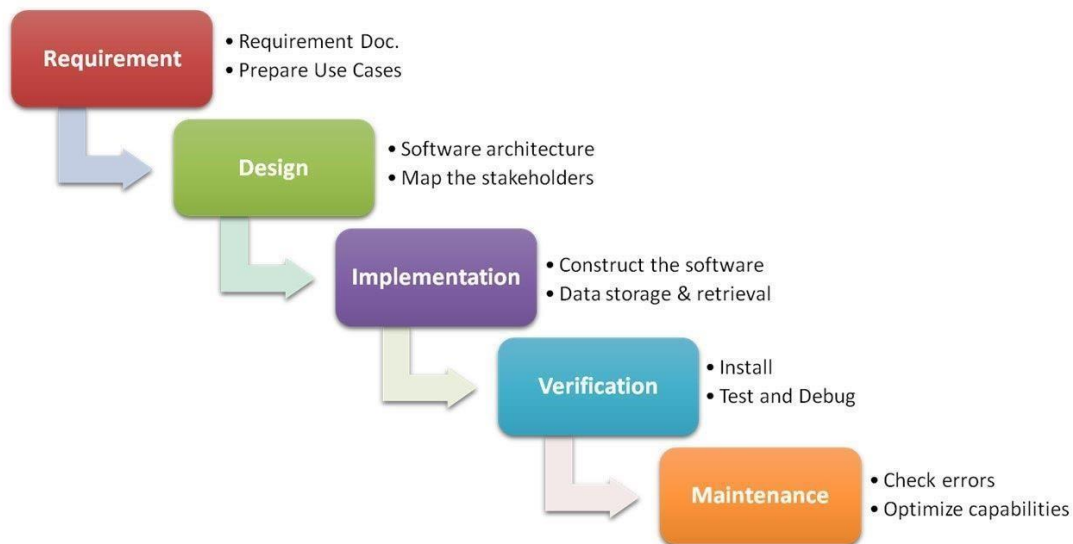 Requirement
• Requirement Doc.
• Prepare Use Cases
Design
• Software architecture
• Map the stakeholders
Implementation
• Construct the software
• Data storage & retrieval
Verification
• Install
• Test and Debug
Maintenance
• Check errors
• Optimize capabilities